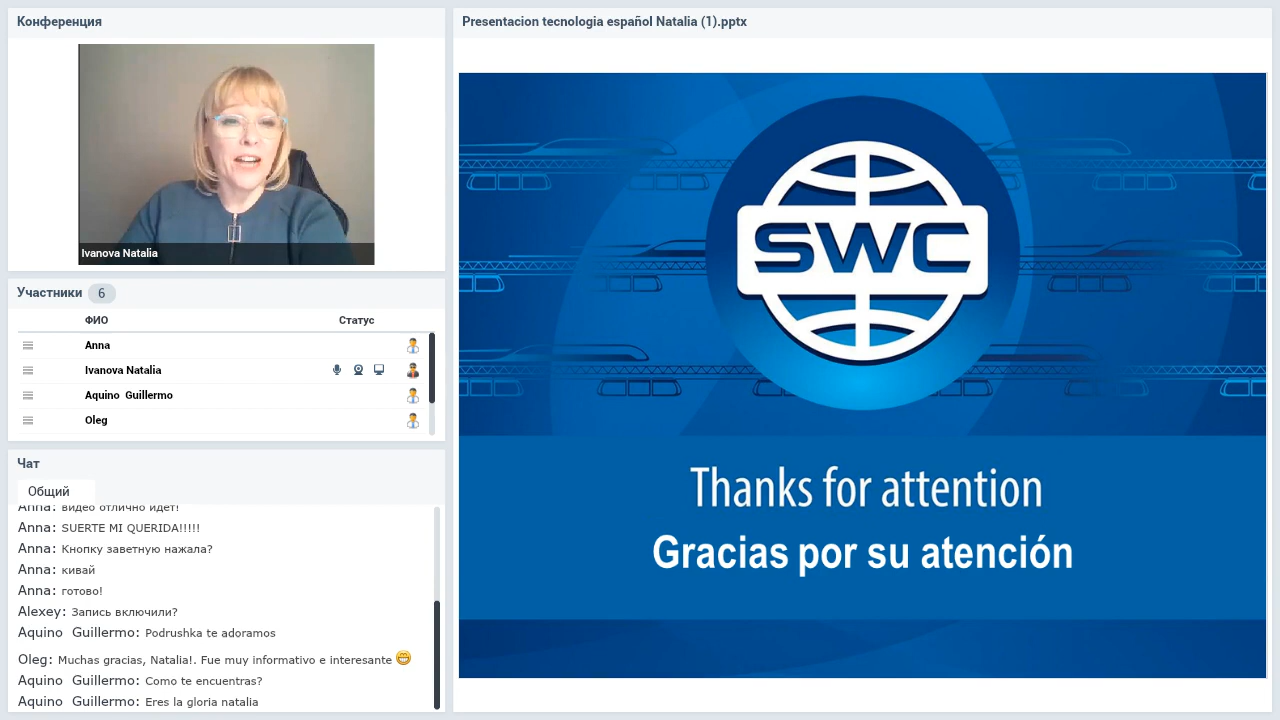 Конференция
Ivanova Natalia
Участники 6
ФИО Статус
Anna
Ivanova Natalia
Aquino Guillermo
Oleg
Чат
Общий
Anna: видео отлично идет!
Anna: SUERTE MI QUERIDA!!!!!
Anna: Кнопку заветную нажала?
Anna: кивай
Anna: готово!
Alexey: Запись включили?
Aquino Guillermo: Podrushka te adoramos
Oleg: Muchas gracias, Natalia!. Fue muy informativo e interesante
Aquino Guillermo: Como te encuentras?
Aquino Guillermo: Eres la gloria natalia
Presentacion tecnologia español Natalia (1).pptx
SWC
Thanks for attention
Gracias por su atención